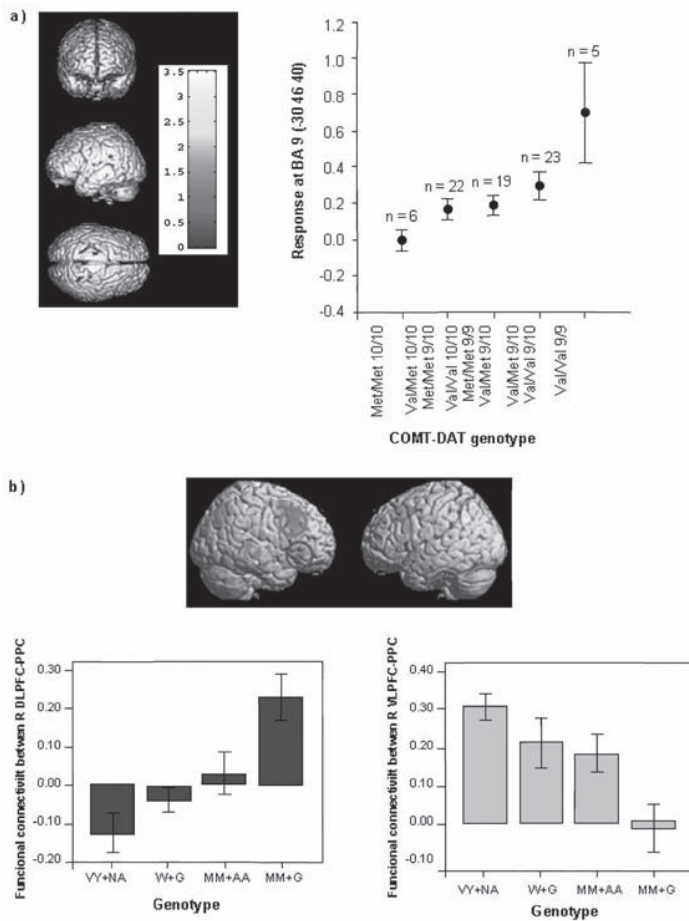 a)
3.5
3
2.5
2
1.5
1
0.5
0
Response at BA 9 (-30 46 40)
1.2
1.0
0.8
0.6
0.4
0.2
0.0
-0.2
-0.4
n = 6
n = 22
n = 19
n = 23
n = 5
Met/Met 10/10
Val/Met 10/10
Met/Met 9/10
Val/Val 10/10
Met/Met 9/9
Val/Met 9/10
Val/Met 9/10
Val/Val 9/10
Val/Val 9/9
COMT-DAT genotype
b)
Funcional connectivilt betwen R DLPFC-PPC
0.30
0.20
0.10
0.00
-0.10
-0.20
VY+NA
W+G
MM+AA
MM+G
Genotype
Funcional connectivilt betwen R VLPFC-PPC
0.40
0.30
0.20
0.10
0.00
-0.10
VY+NA
W+G
MM+AA
MM+G
Genotype